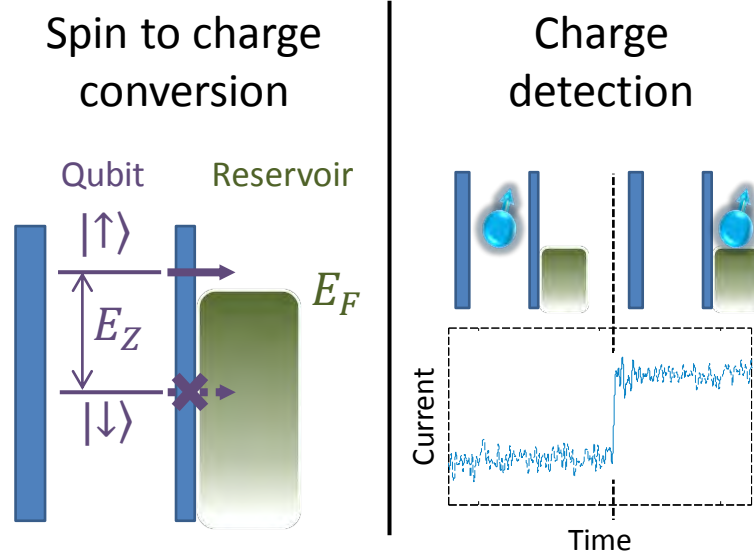 Spin to charge
conversion
Qubit
Reservoir
|↑⟩
E_Z
E_F
|↓⟩
Charge
detection
Current
Time